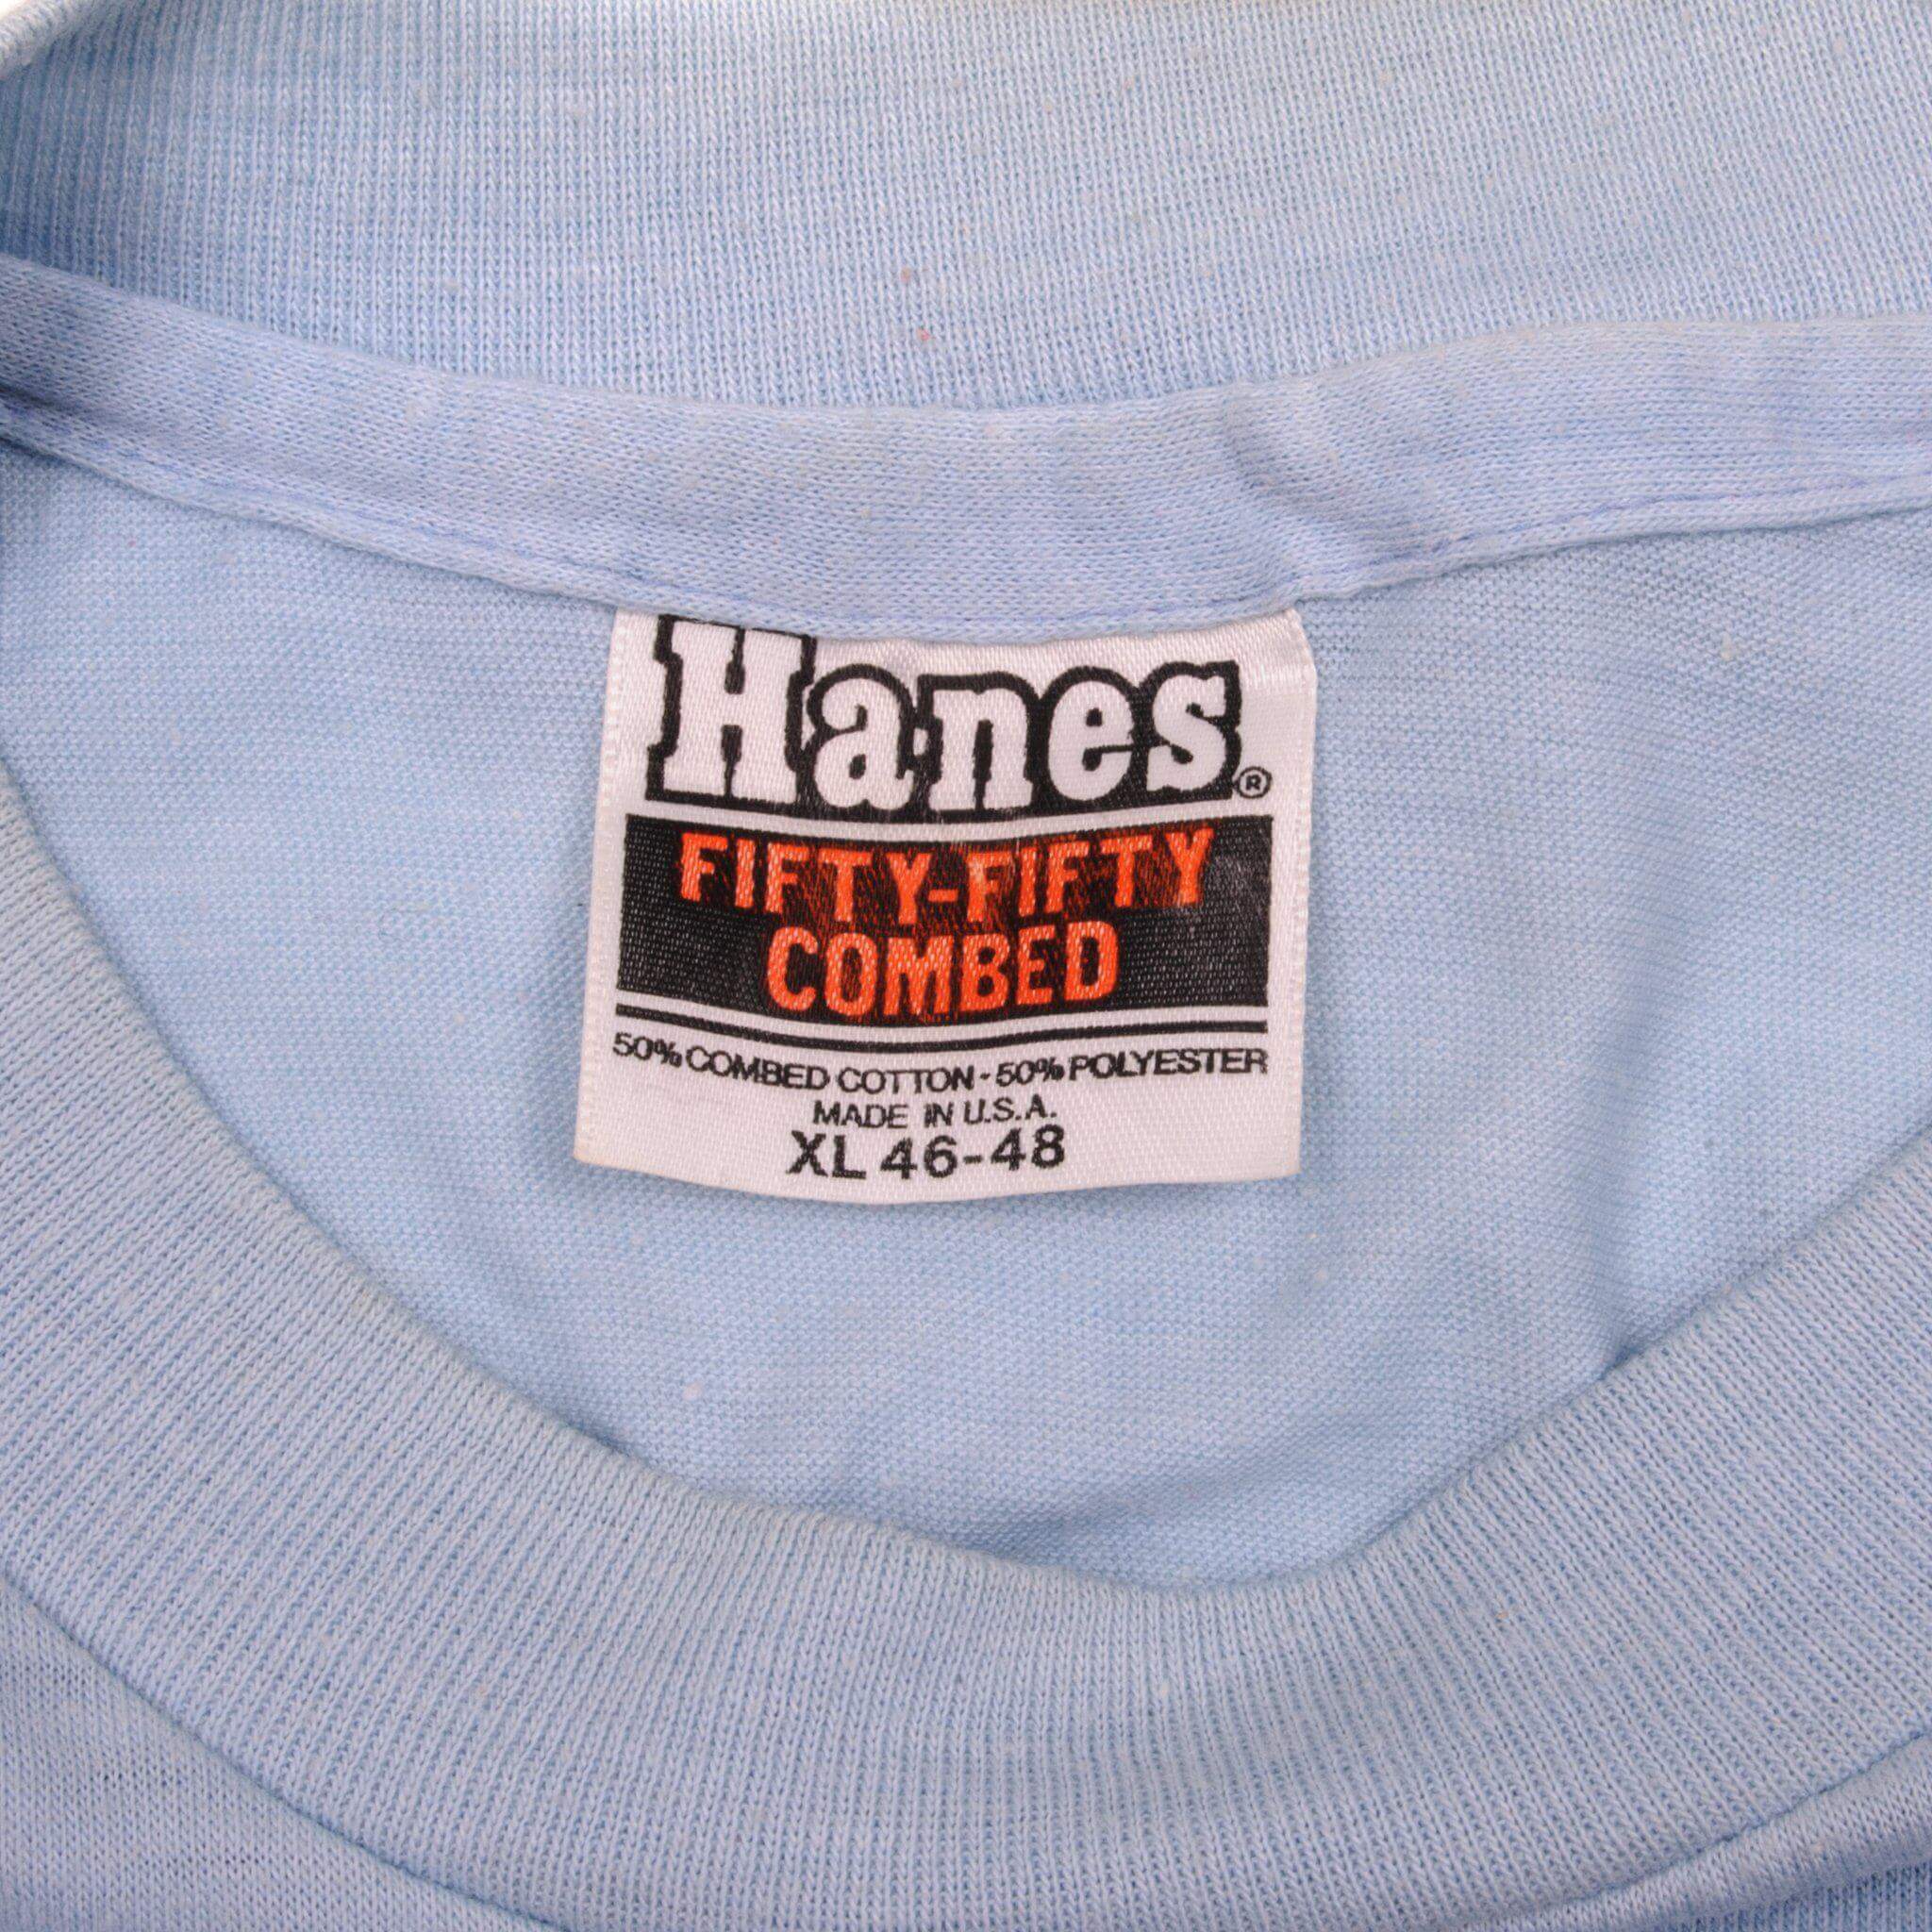 Hanes®
FIFTY-FIFTY
COMBED
50% COMBED COTTON - 50% POLYESTER
MADE IN U.S.A.
XL 46-48